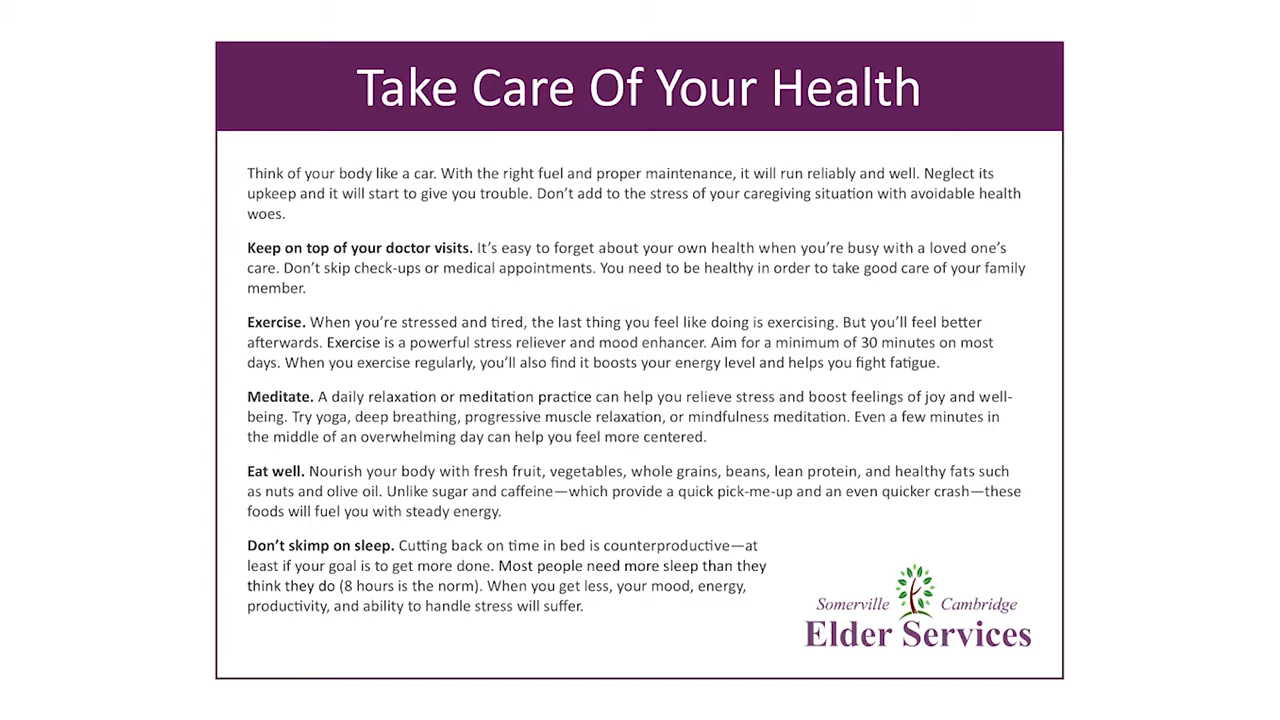 Take Care Of Your Health
Think of your body like a car. With the right fuel and proper maintenance, it will run reliably and well. Neglect its
upkeep and it will start to give you trouble. Don’t add to the stress of your caregiving situation with avoidable health
woes.
Keep on top of your doctor visits. It’s easy to forget about your own health when you’re busy with a loved one’s
care. Don’t skip check-ups or medical appointments. You need to be healthy in order to take good care of your family
member.
Exercise. When you’re stressed and tired, the last thing you feel like doing is exercising. But you’ll feel better
afterwards. Exercise is a powerful stress reliever and mood enhancer. Aim for a minimum of 30 minutes on most
days. When you exercise regularly, you’ll also find it boosts your energy level and helps you fight fatigue.
Meditate. A daily relaxation or meditation practice can help you relieve stress and boost feelings of joy and well-
being. Try yoga, deep breathing, progressive muscle relaxation, or mindfulness meditation. Even a few minutes in
the middle of an overwhelming day can help you feel more centered.
Eat well. Nourish your body with fresh fruit, vegetables, whole grains, beans, lean protein, and healthy fats such
as nuts and olive oil. Unlike sugar and caffeine—which provide a quick pick-me-up and an even quicker crash—these
foods will fuel you with steady energy.
Don’t skimp on sleep. Cutting back on time in bed is counterproductive—at
least if your goal is to get more done. Most people need more sleep than they
think they do (8 hours is the norm). When you get less, your mood, energy,
productivity, and ability to handle stress will suffer.
Somerville Cambridge
Elder Services